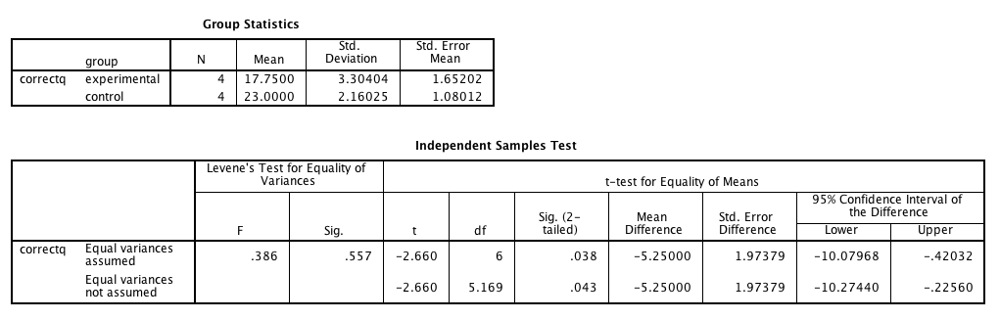 Group Statistics
group N Mean Std. Deviation Std. Error Mean
correctq experimental 4 17.7500 3.30404 1.65202
control 4 23.0000 2.16025 1.08012
Independent Samples Test
Levene's Test for Equality of Variances t-test for Equality of Means
95% Confidence Interval of the Difference
F Sig. t df Sig. (2-tailed) Mean Difference Std. Error Difference Lower Upper
correctq Equal variances assumed .386 .557 -2.660 6 .038 -5.25000 1.97379 -10.07968 -.42032
Equal variances not assumed -2.660 5.169 .043 -5.25000 1.97379 -10.27440 -.22560